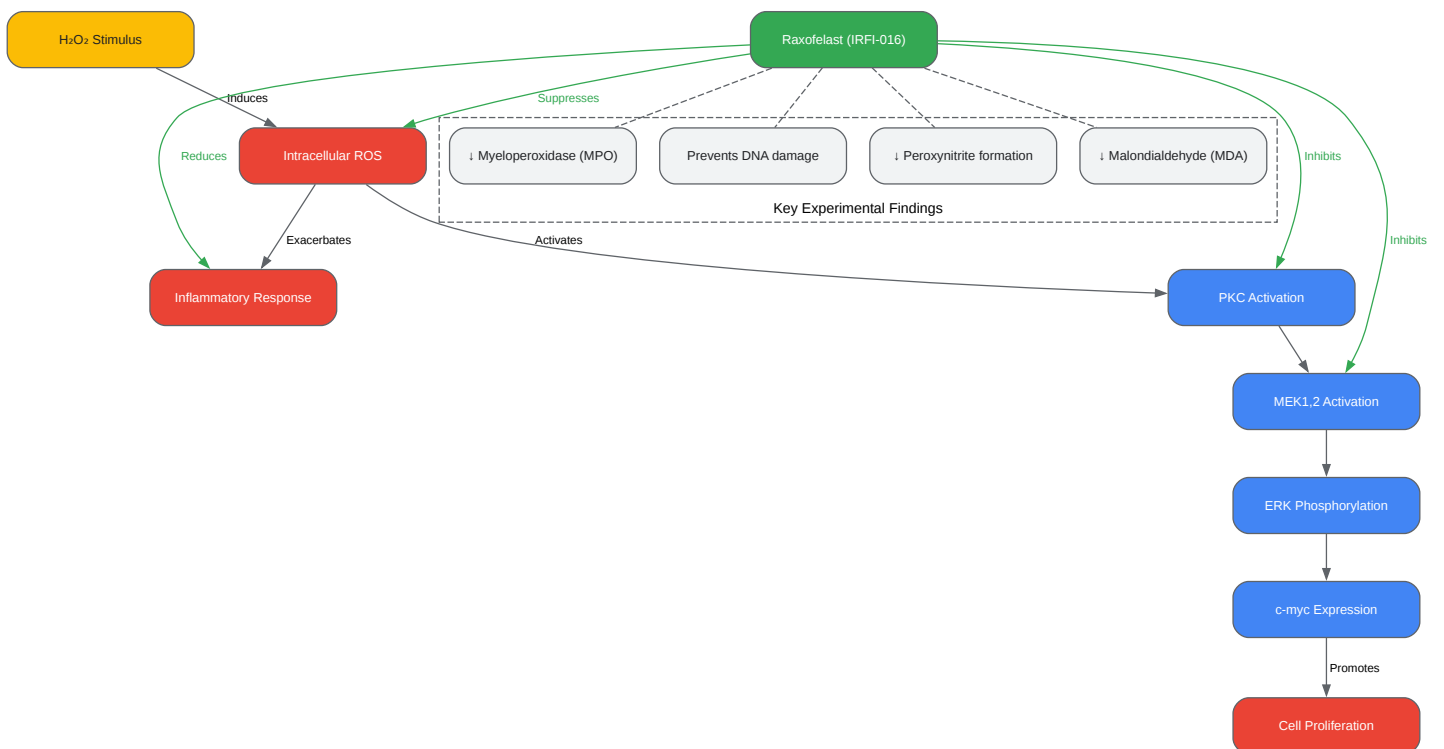 H₂O₂ Stimulus
Raxofelast (IRFI-016)
Induces
Suppresses
Reduces
Intracellular ROS
↓ Myeloperoxidase (MPO)
Prevents DNA damage
↓ Peroxynitrite formation
↓ Malondialdehyde (MDA)
Inhibits
Key Experimental Findings
Exacerbates
Activates
Inhibits
Inflammatory Response
PKC Activation
MEK1,2 Activation
ERK Phosphorylation
c-myc Expression
Promotes
Cell Proliferation